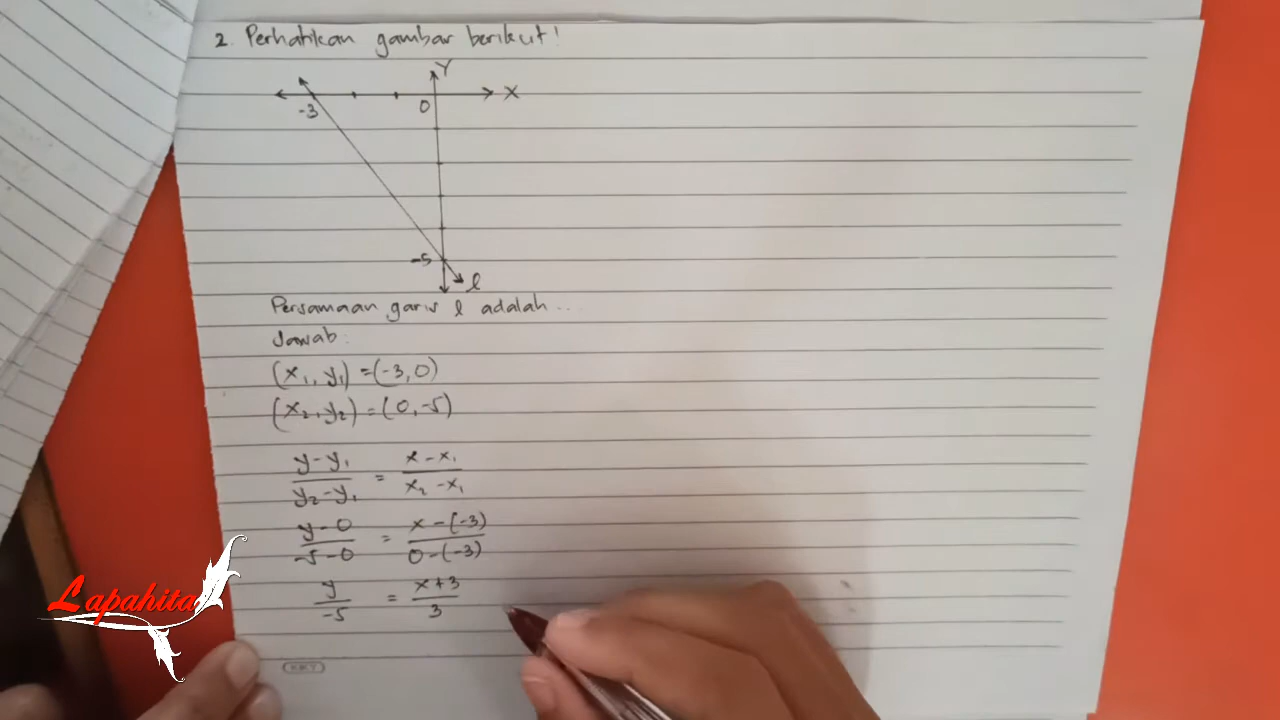 2. Perhatikan gambar berikut!
Y
X
-3
0
-5
l
Persamaan garis l adalah ...
Jawab:
(x₁, y₁) = (-3, 0)
(x₂, y₂) = (0, -5)
y - y₁ / y₂ - y₁ = x - x₁ / x₂ - x₁
y - 0 / -5 - 0 = x - (-3) / 0 - (-3)
y / -5 = x + 3 / 3
Lapahita